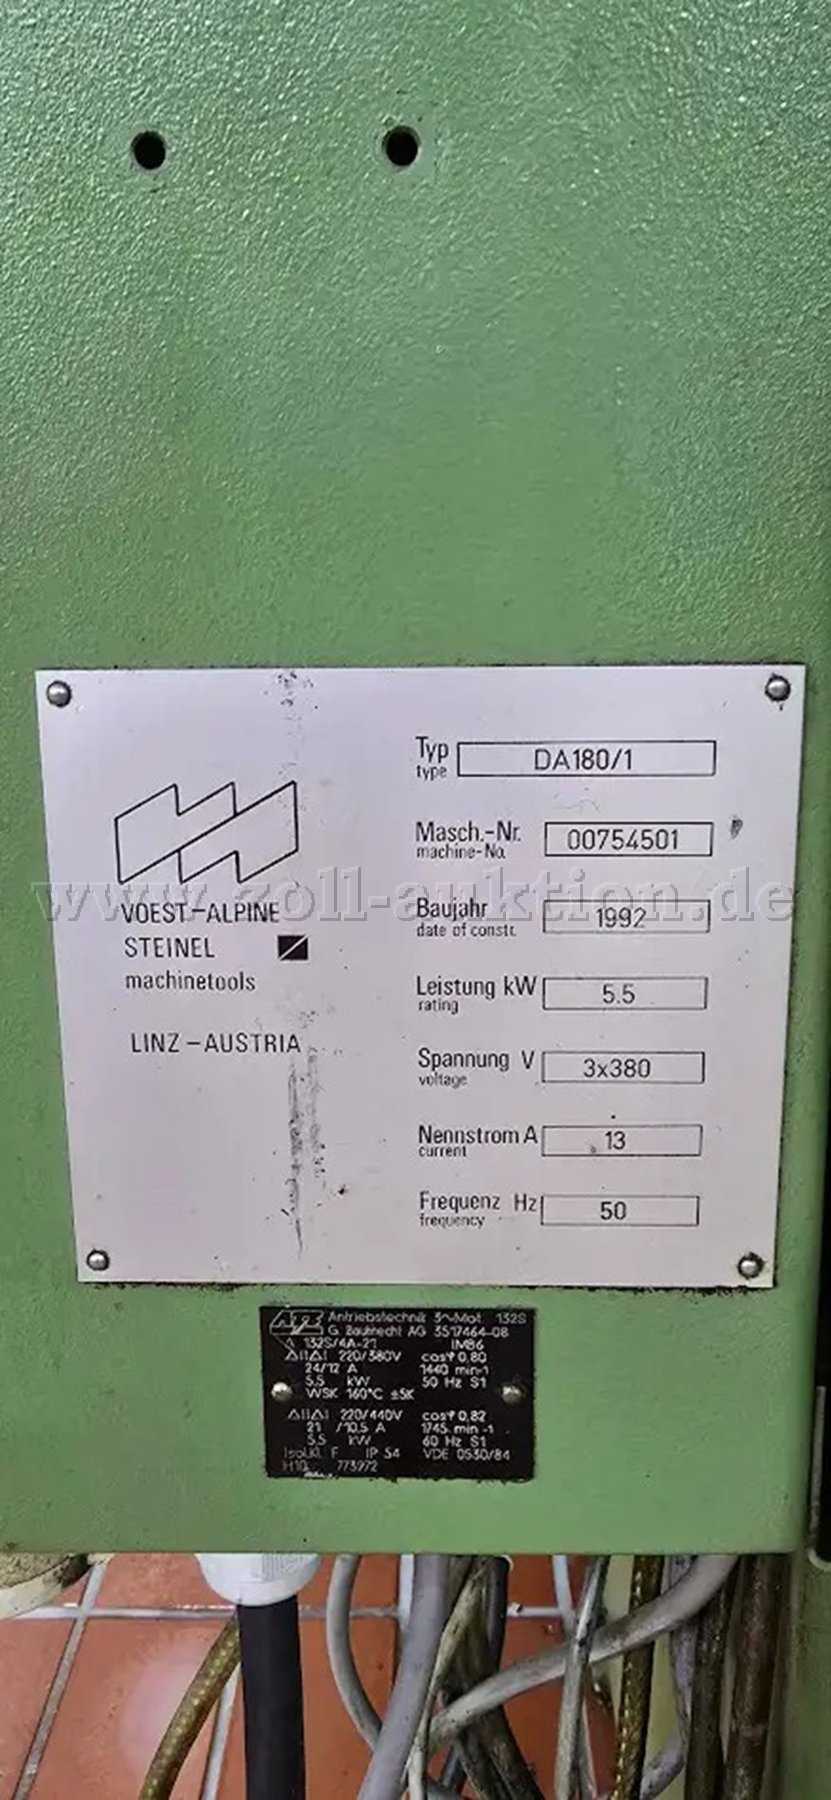 VOEST-ALPINE
STEINEL
machinetools
LINZ-AUSTRIA
Typ DA180/1
type
Masch.-Nr. 00754501
machine-No.
Baujahr 1992
date of constr.
Leistung kW 5.5
rating
Spannung V 3x380
voltage
Nennstrom A 13
current
Frequenz Hz 50
frequency
www.zoll-auktion.de
Antriebstechnik 3~Mot. 132S
G. Bauknecht AG 3517464-08
132S/4A-21 IMB6
220/380V cosφ 0,80
24/12 A 1440 min-1
5.5 kW 50 Hz S1
WSK 160°C ±5K
220/440V cosφ 0,82
21 /10.5 A 1745 min-1
5.5 kW 60 Hz S1
Isol.Kl. F IP 54 VDE 0530/84
H10 773972